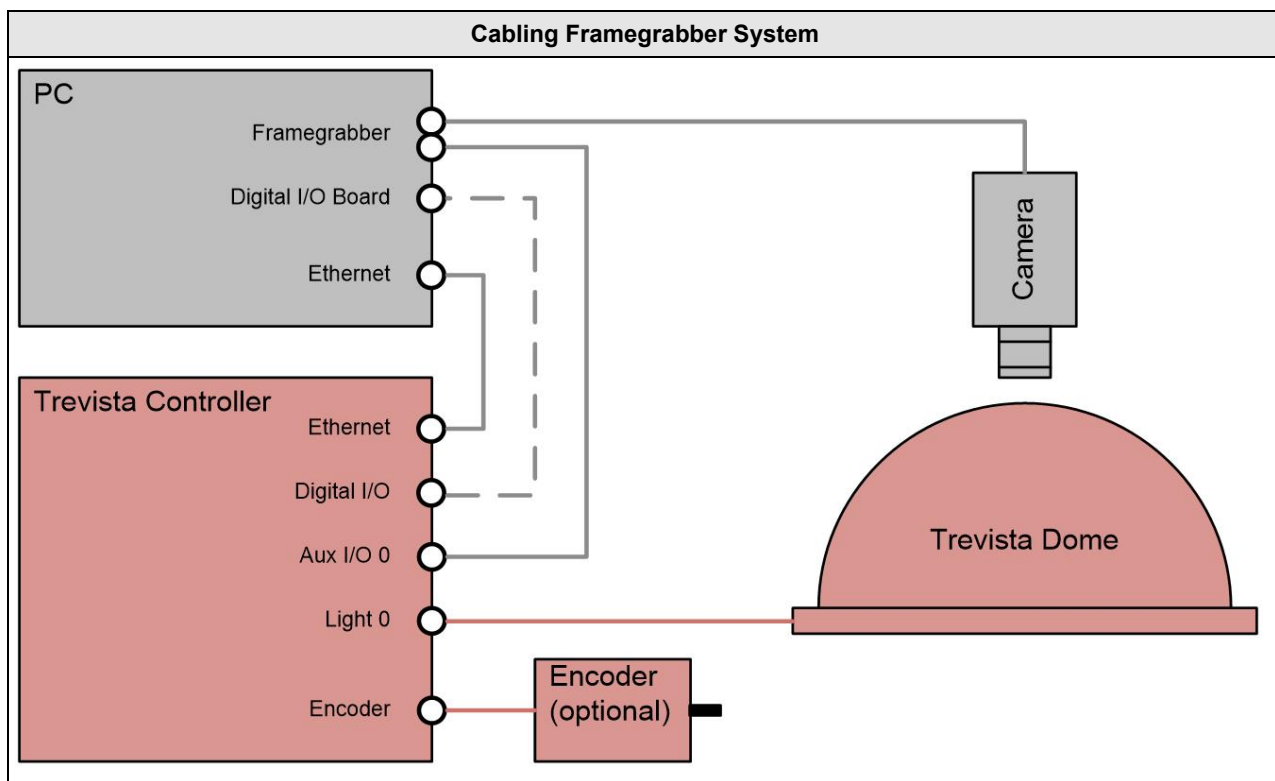 Cabling Framegrabber System
PC
Framegrabber
Digital I/O Board
Ethernet
Camera
Trevista Controller
Ethernet
Digital I/O
Aux I/O 0
Light 0
Encoder
Trevista Dome
Encoder
(optional)